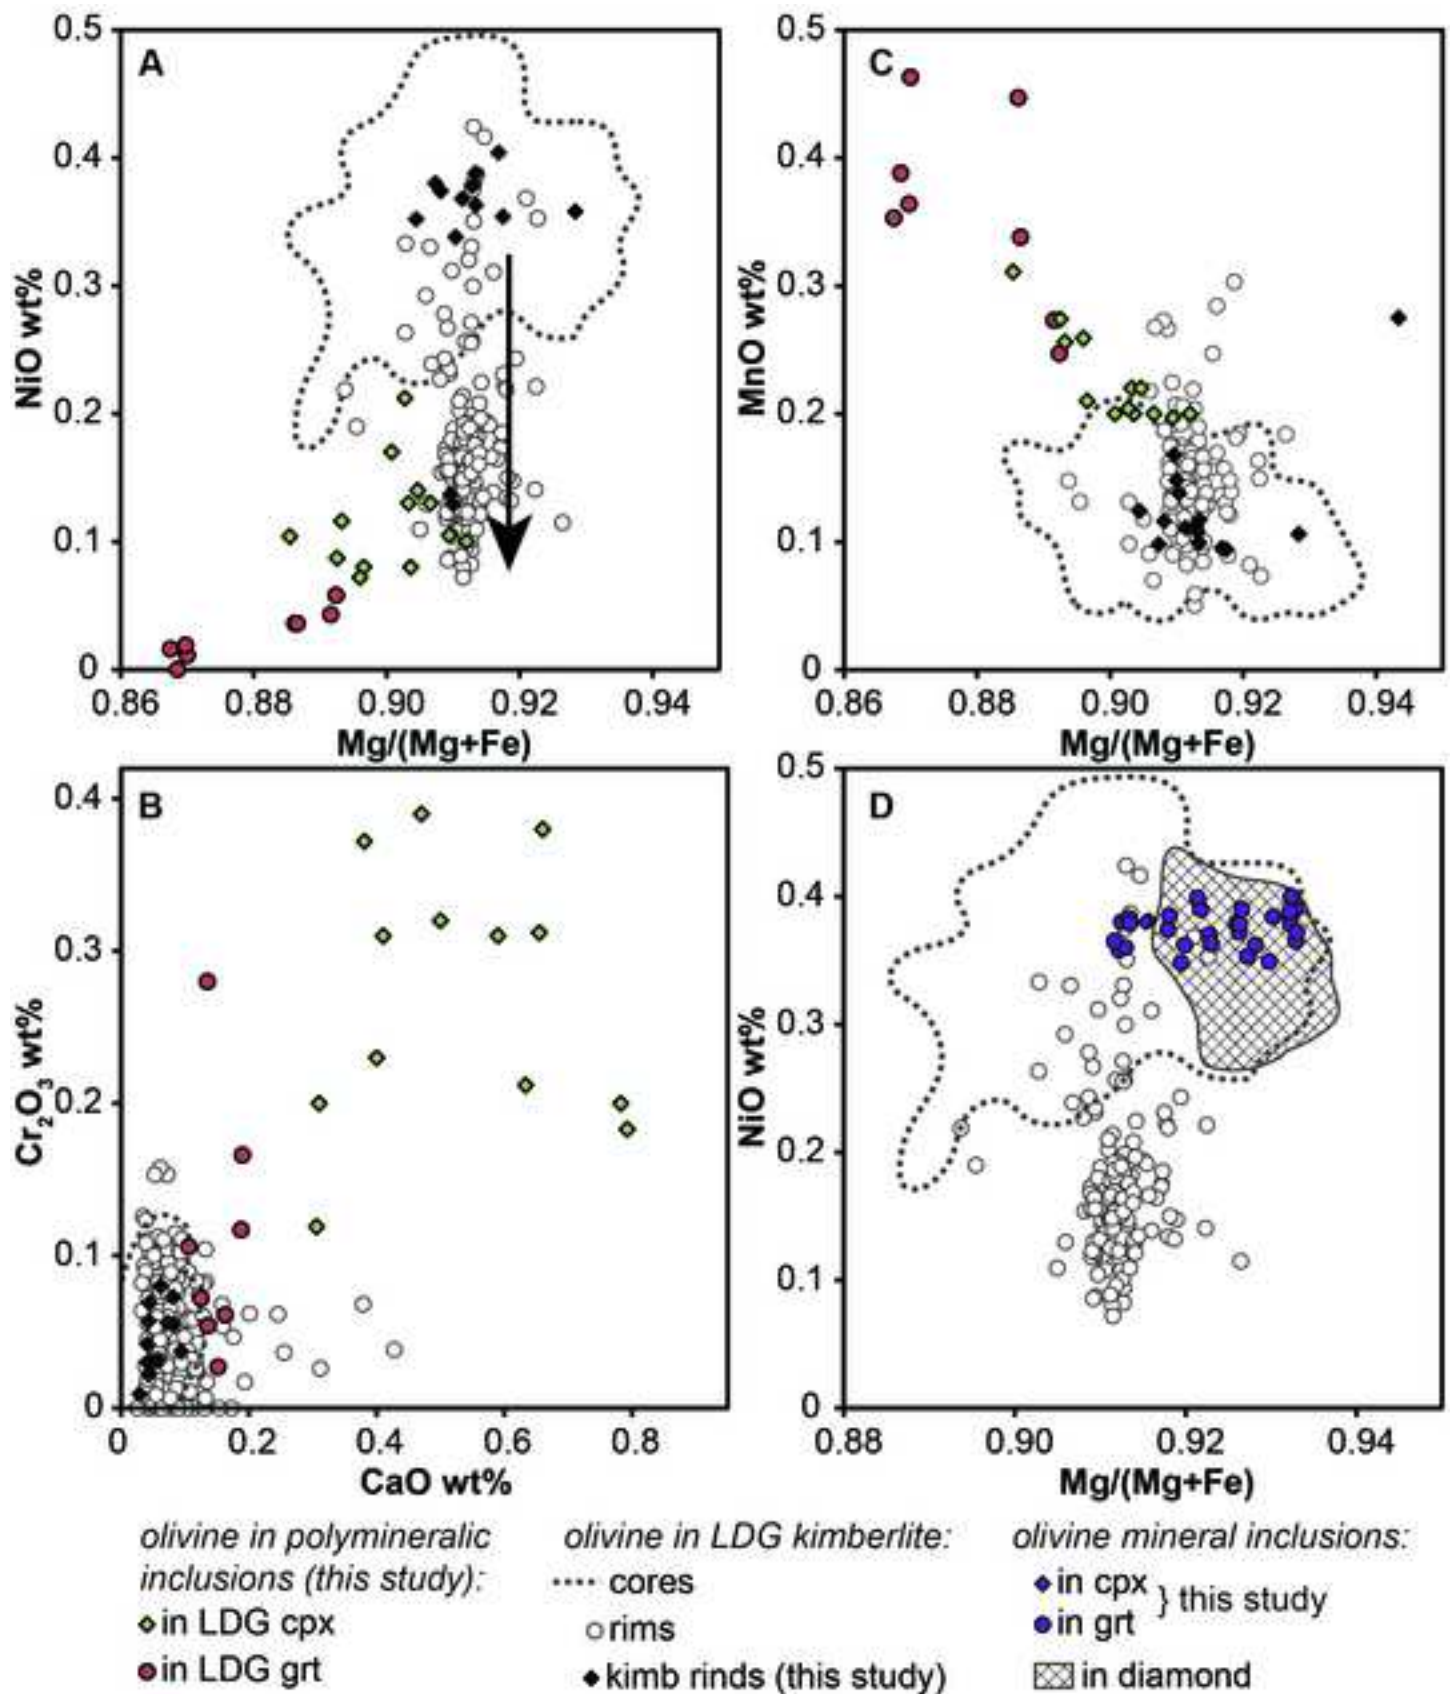 A
0.5
0.4
0.3
0.2
0.1
0
NiO wt%
0.86 0.88 0.90 0.92 0.94
Mg/(Mg+Fe)
C
0.5
0.4
0.3
0.2
0.1
0
MnO wt%
0.86 0.88 0.90 0.92 0.94
Mg/(Mg+Fe)
B
0.4
0.3
0.2
0.1
0
Cr₂O₃ wt%
0 0.2 0.4 0.6 0.8
CaO wt%
D
0.5
0.4
0.3
0.2
0.1
0
NiO wt%
0.88 0.90 0.92 0.94
Mg/(Mg+Fe)
olivine in polymineralic
inclusions (this study):
in LDG cpx
in LDG grt
olivine in LDG kimberlite:
cores
rims
kimb rinds (this study)
olivine mineral inclusions:
in cpx
} this study
in grt
in diamond